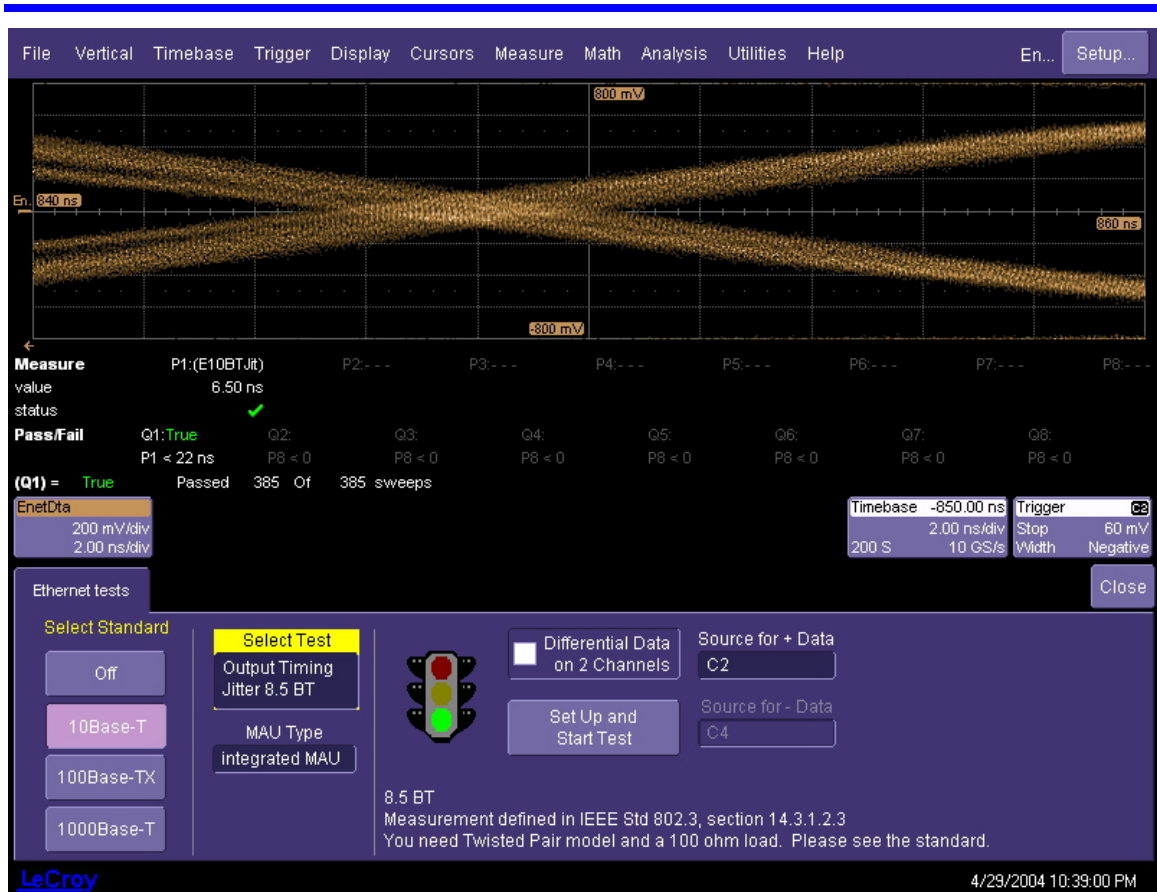 File Vertical Timebase Trigger Display Cursors Measure Math Analysis Utilities Help En... Setup...
800 mV
En. 840 ns
860 ns
-800 mV
Measure P1:(E10BTJit) P2:--- P3:--- P4:--- P5:--- P6:--- P7:--- P8:---
value 6.50 ns
status
Pass/Fail Q1:True Q2: Q3: Q4: Q5: Q6: Q7: Q8:
P1 < 22 ns P8 < 0 P8 < 0 P8 < 0 P8 < 0 P8 < 0 P8 < 0 P8 < 0
(Q1) = True Passed 385 Of 385 sweeps
EnetDta
200 mV/div
2.00 ns/div
Timebase -850.00 ns
2.00 ns/div
200 S 10 GS/s
Trigger C2
Stop 60 mV
Width Negative
Ethernet tests
Close
Select Standard
Off
10Base-T
100Base-TX
1000Base-T
Select Test
Output Timing
Jitter 8.5 BT
MAU Type
integrated MAU
Differential Data
on 2 Channels
Set Up and
Start Test
Source for + Data
C2
Source for - Data
C4
8.5 BT
Measurement defined in IEEE Std 802.3, section 14.3.1.2.3
You need Twisted Pair model and a 100 ohm load. Please see the standard.
LeCroy
4/29/2004 10:39:00 PM